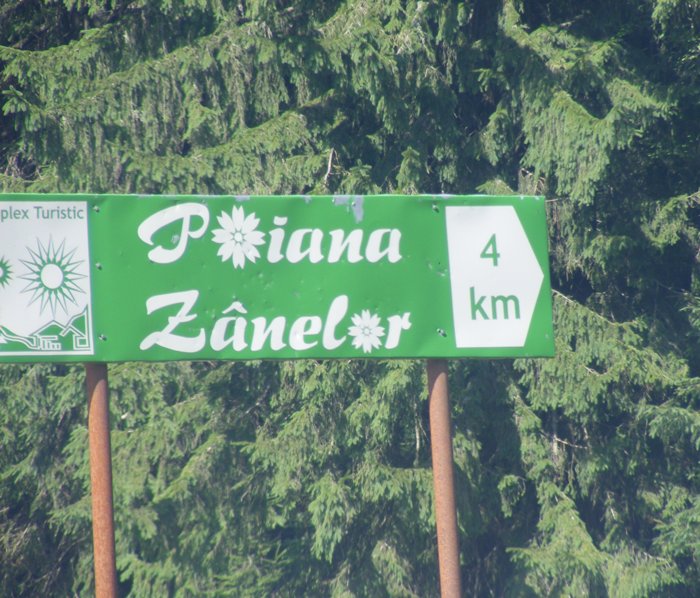 plex Turistic
Poiana
Zânelor
4
km